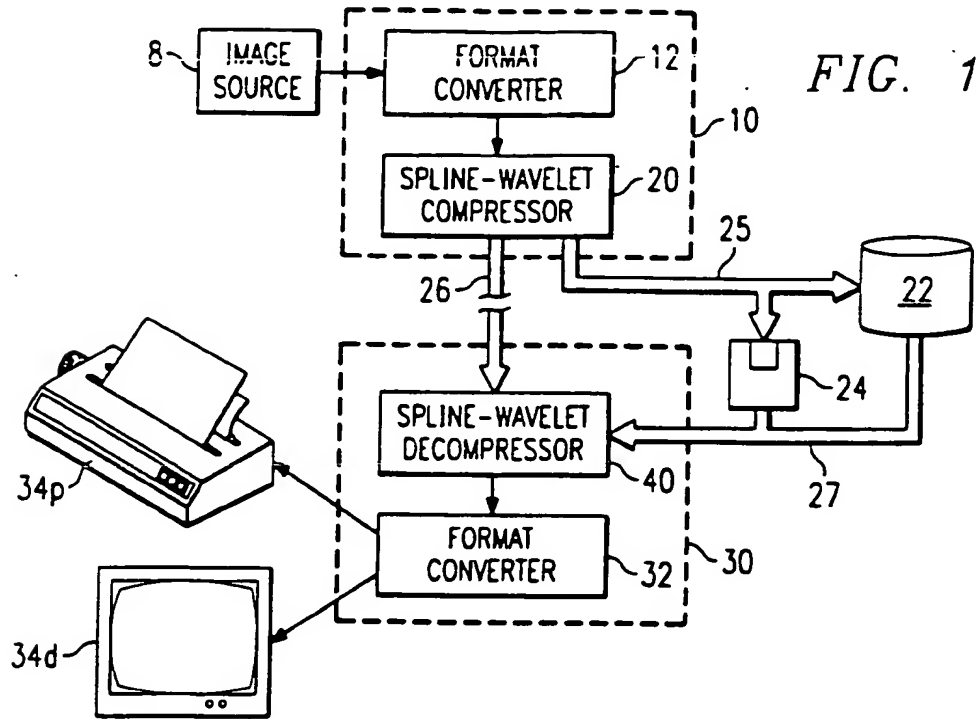 FIG. 1
8
IMAGE
SOURCE
FORMAT
CONVERTER
12
10
SPLINE-WAVELET
COMPRESSOR
20
25
26
22
24
SPLINE-WAVELET
DECOMPRESSOR
40
27
34p
FORMAT
CONVERTER
32
30
34d